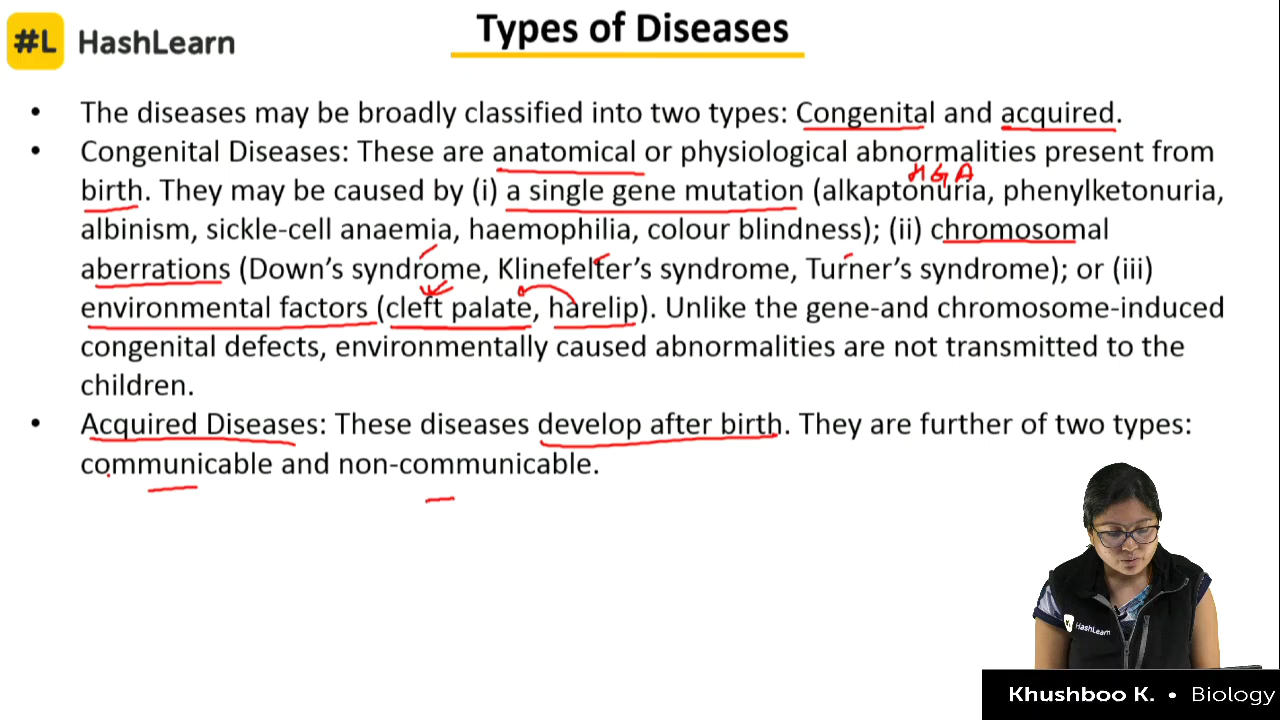 #L HashLearn
Types of Diseases
• The diseases may be broadly classified into two types: Congenital and acquired.
• Congenital Diseases: These are anatomical or physiological abnormalities present from
HGA
birth. They may be caused by (i) a single gene mutation (alkaptonuria, phenylketonuria,
albinism, sickle-cell anaemia, haemophilia, colour blindness); (ii) chromosomal
aberrations (Down's syndrome, Klinefelter's syndrome, Turner's syndrome); or (iii)
environmental factors (cleft palate, harelip). Unlike the gene-and chromosome-induced
congenital defects, environmentally caused abnormalities are not transmitted to the
children.
• Acquired Diseases: These diseases develop after birth. They are further of two types:
communicable and non-communicable.
HashLearn
Khushboo K. • Biology